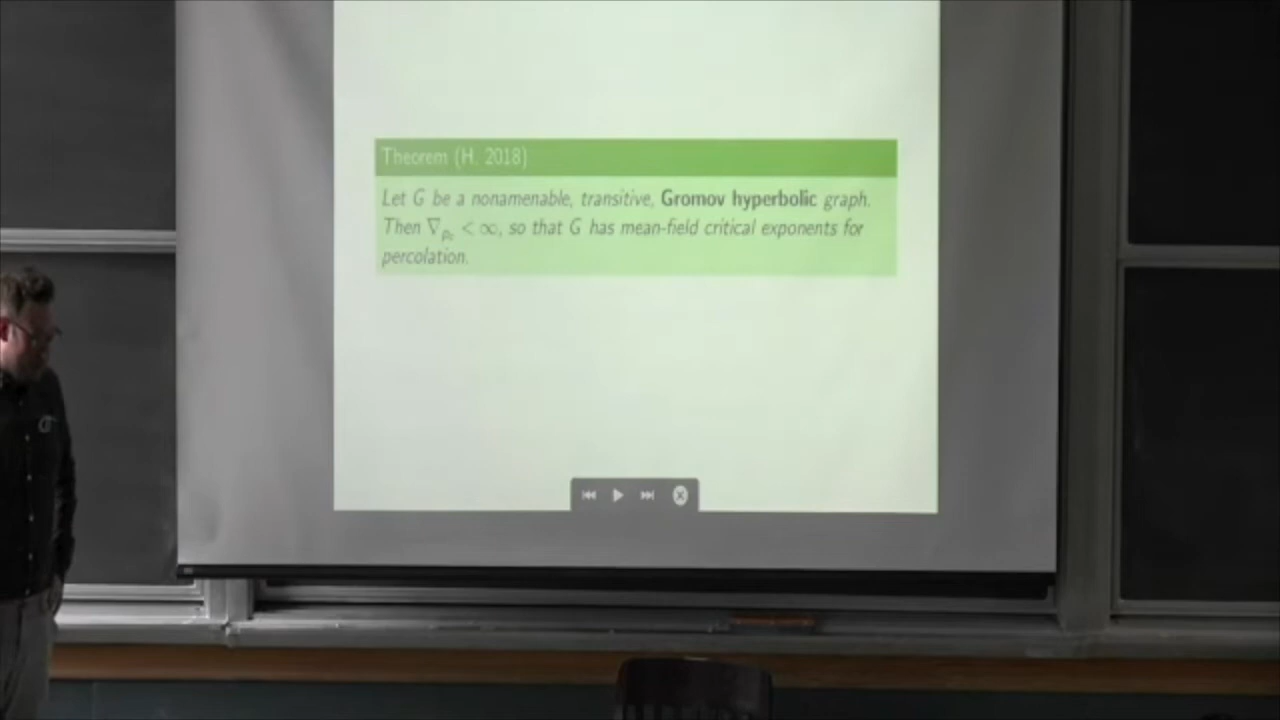 Theorem (H. 2018)
Let G be a nonamenable, transitive, Gromov hyperbolic graph.
Then ∇_{p_c} < ∞, so that G has mean-field critical exponents for
percolation.